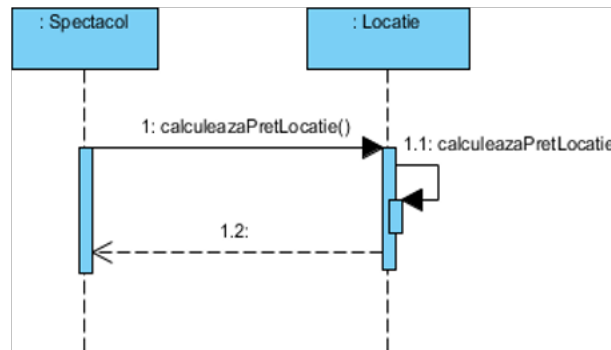 : Spectacol
: Locatie
1: calculeazaPretLocatie()
1.1: calculeazaPretLocatie
1.2: